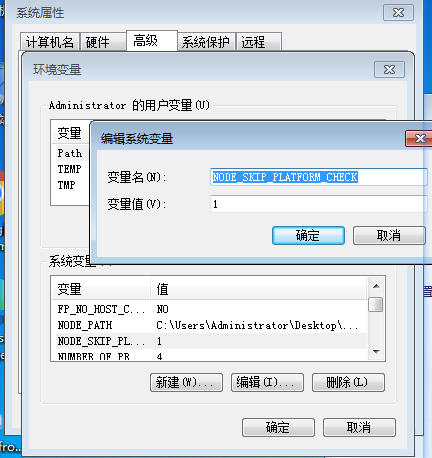 系统属性
计算机名 硬件 高级 系统保护 远程
环境变量
Administrator 的用户变量(U)
变量
Path
TEMP
TMP
编辑系统变量
变量名(N): NODE_SKIP_PLATFORM_CHECK
变量值(V): 1
确定 取消
系统变量
变量 值
FP_NO_HOST_C... NO
NODE_PATH C:\Users\Administrator\Desktop\...
NODE_SKIP_PL... 1
NUMBER_OF_PR... 4
新建(W)... 编辑(I)... 删除(L)
确定 取消
fro...
置